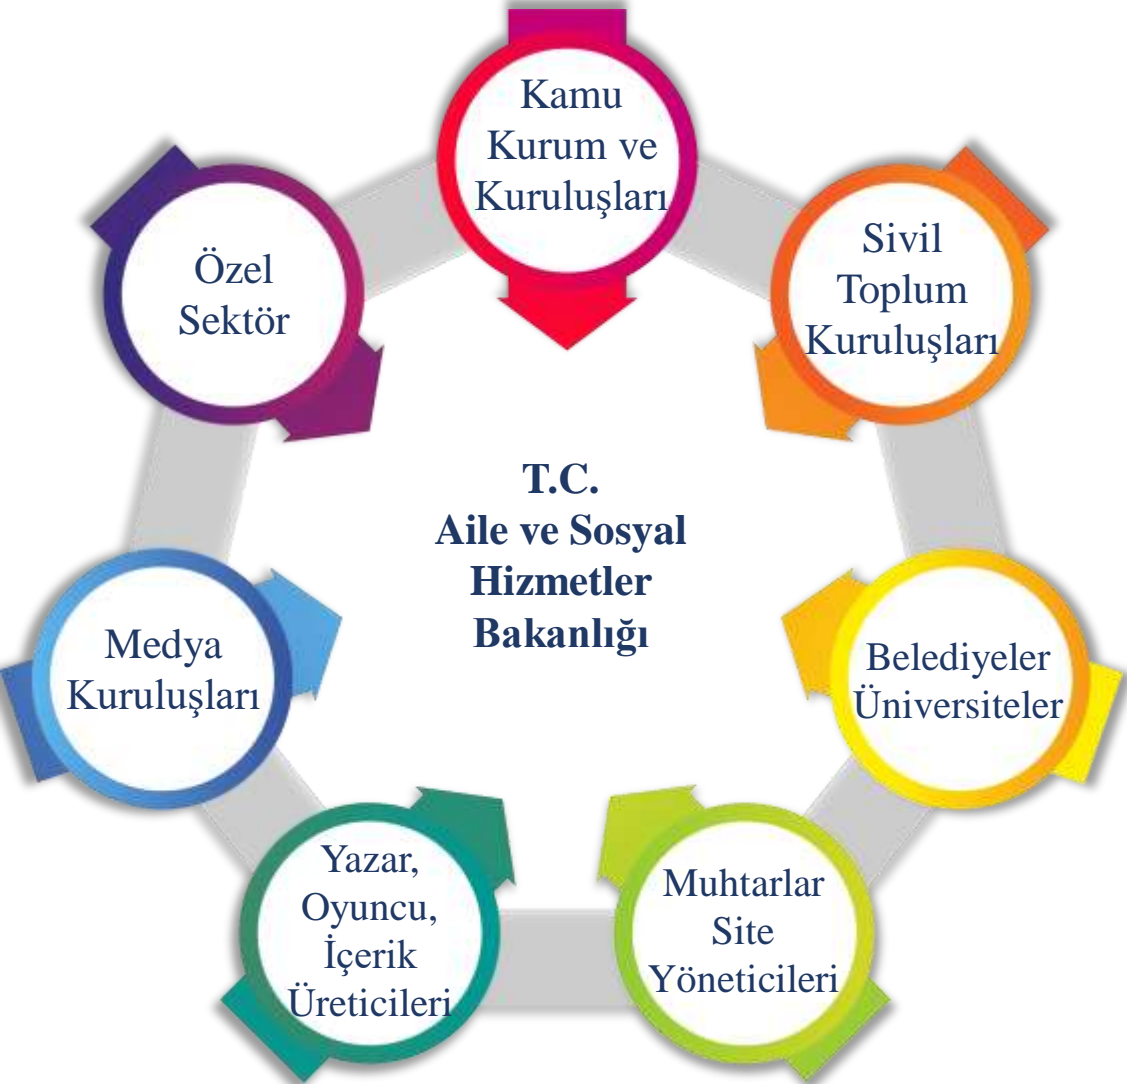 Kamu
Kurum ve
Kuruluşları
Sivil
Toplum
Kuruluşları
Özel
Sektör
T.C.
Aile ve Sosyal
Hizmetler
Bakanlığı
Medya
Kuruluşları
Belediyeler
Üniversiteler
Yazar,
Oyuncu,
İçerik
Üreticileri
Muhtarlar
Site
Yöneticileri